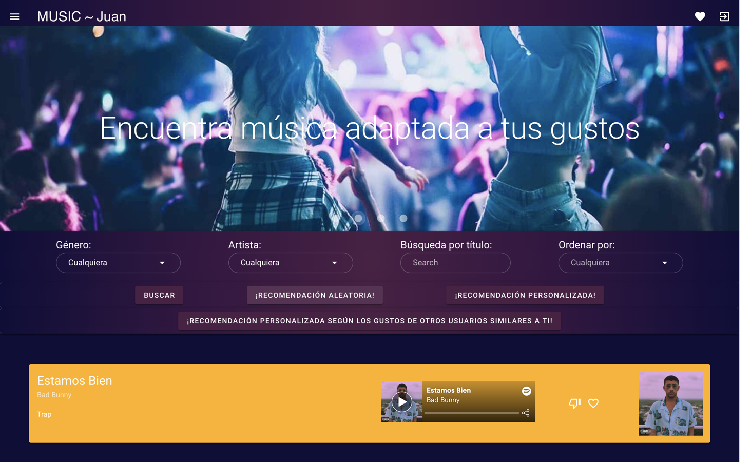 MUSIC ~ Juan
Encuentra música adaptada a tus gustos
Género:
Cualquiera
Artista:
Cualquiera
Búsqueda por título:
Search
Ordenar por:
Cualquiera
BUSCAR
¡RECOMENDACIÓN ALEATORIA!
¡RECOMENDACIÓN PERSONALIZADA!
¡RECOMENDACIÓN PERSONALIZADA SEGÚN LOS GUSTOS DE OTROS USUARIOS SIMILARES A TI!
Estamos Bien
Bad Bunny
Trap
Estamos Bien
Bad Bunny